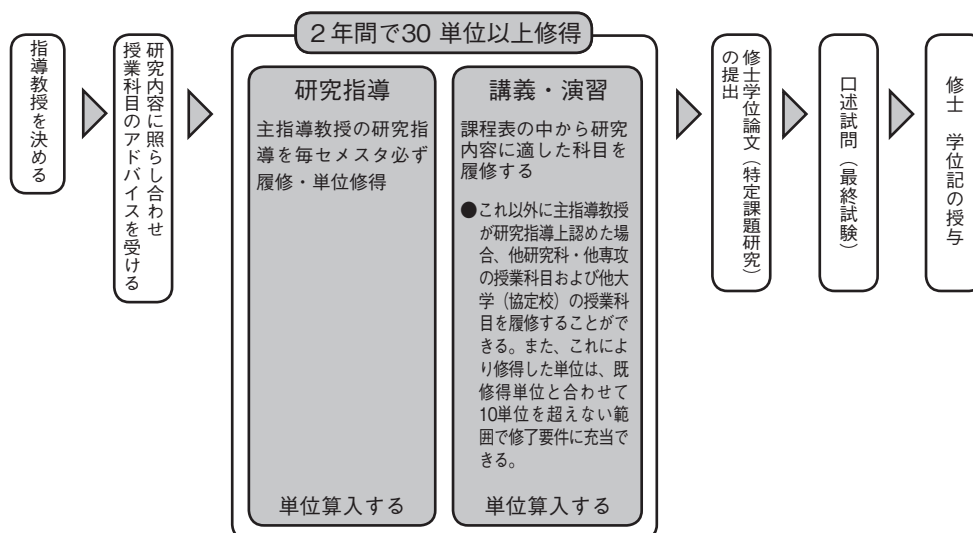 指導教授を決める
研究内容に照らし合わせ
授業科目のアドバイスを受ける
2年間で30 単位以上修得
研究指導
主指導教授の研究指
導を毎セメスタ必ず
履修・単位修得
単位算入する
講義・演習
課程表の中から研究
内容に適した科目を
履修する
●これ以外に主指導教授
が研究指導上認めた場
合、他研究科・他専攻
の授業科目および他大
学（協定校）の授業科
目を履修することがで
きる。また、これによ
り修得した単位は、既
修得単位と合わせて
10単位を超えない範
囲で修了要件に充当で
きる。
単位算入する
修士学位論文（特定課題研究）
の提出
口述試問（最終試験）
修士　学位記の授与